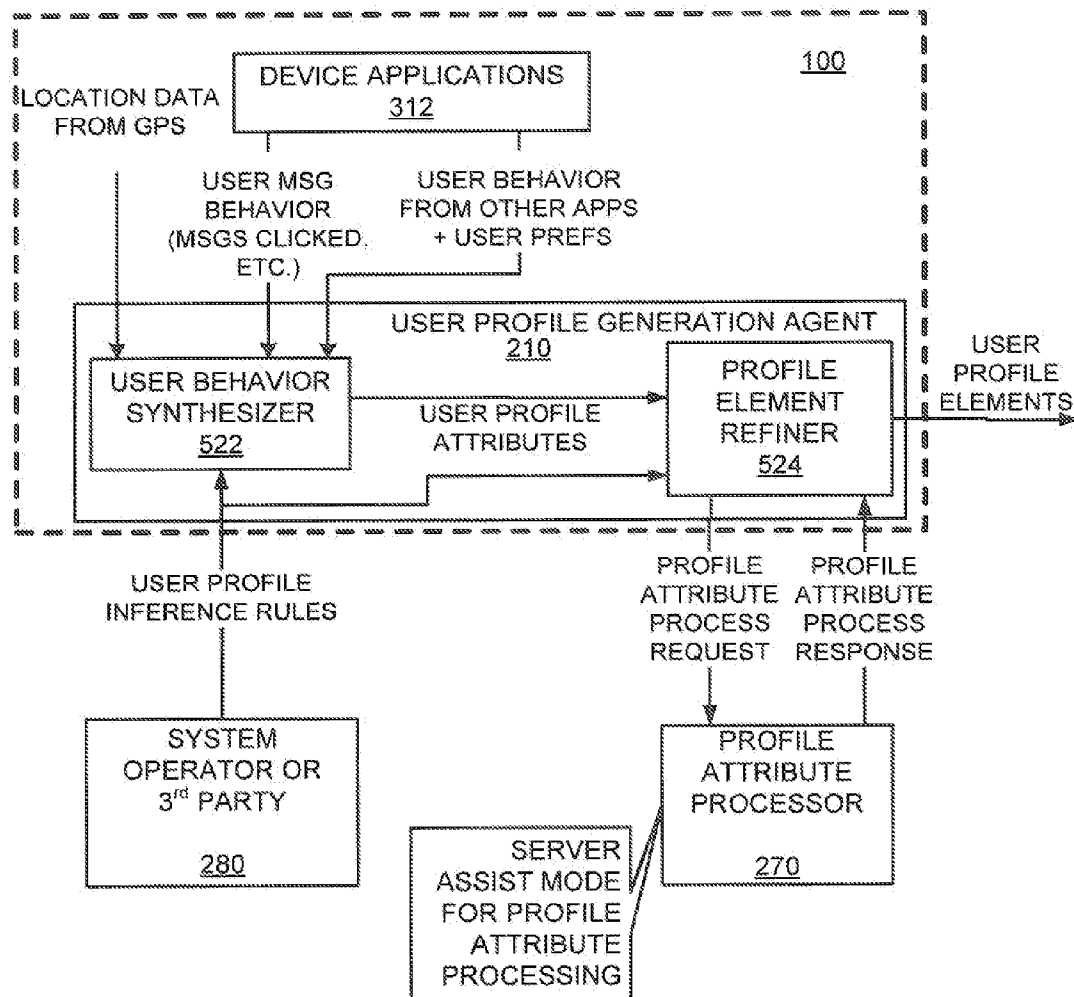 100
DEVICE APPLICATIONS
312
LOCATION DATA
FROM GPS
USER MSG
BEHAVIOR
(MSGS CLICKED,
ETC.)
USER BEHAVIOR
FROM OTHER APPS
+ USER PREFS
USER PROFILE GENERATION AGENT
210
USER BEHAVIOR
SYNTHESIZER
522
USER PROFILE
ATTRIBUTES
PROFILE
ELEMENT
REFINER
524
USER
PROFILE
ELEMENTS
USER PROFILE
INFERENCE RULES
PROFILE
ATTRIBUTE
PROCESS
REQUEST
PROFILE
ATTRIBUTE
PROCESS
RESPONSE
SYSTEM
OPERATOR OR
3rd PARTY
280
PROFILE
ATTRIBUTE
PROCESSOR
270
SERVER
ASSIST MODE
FOR PROFILE
ATTRIBUTE
PROCESSING